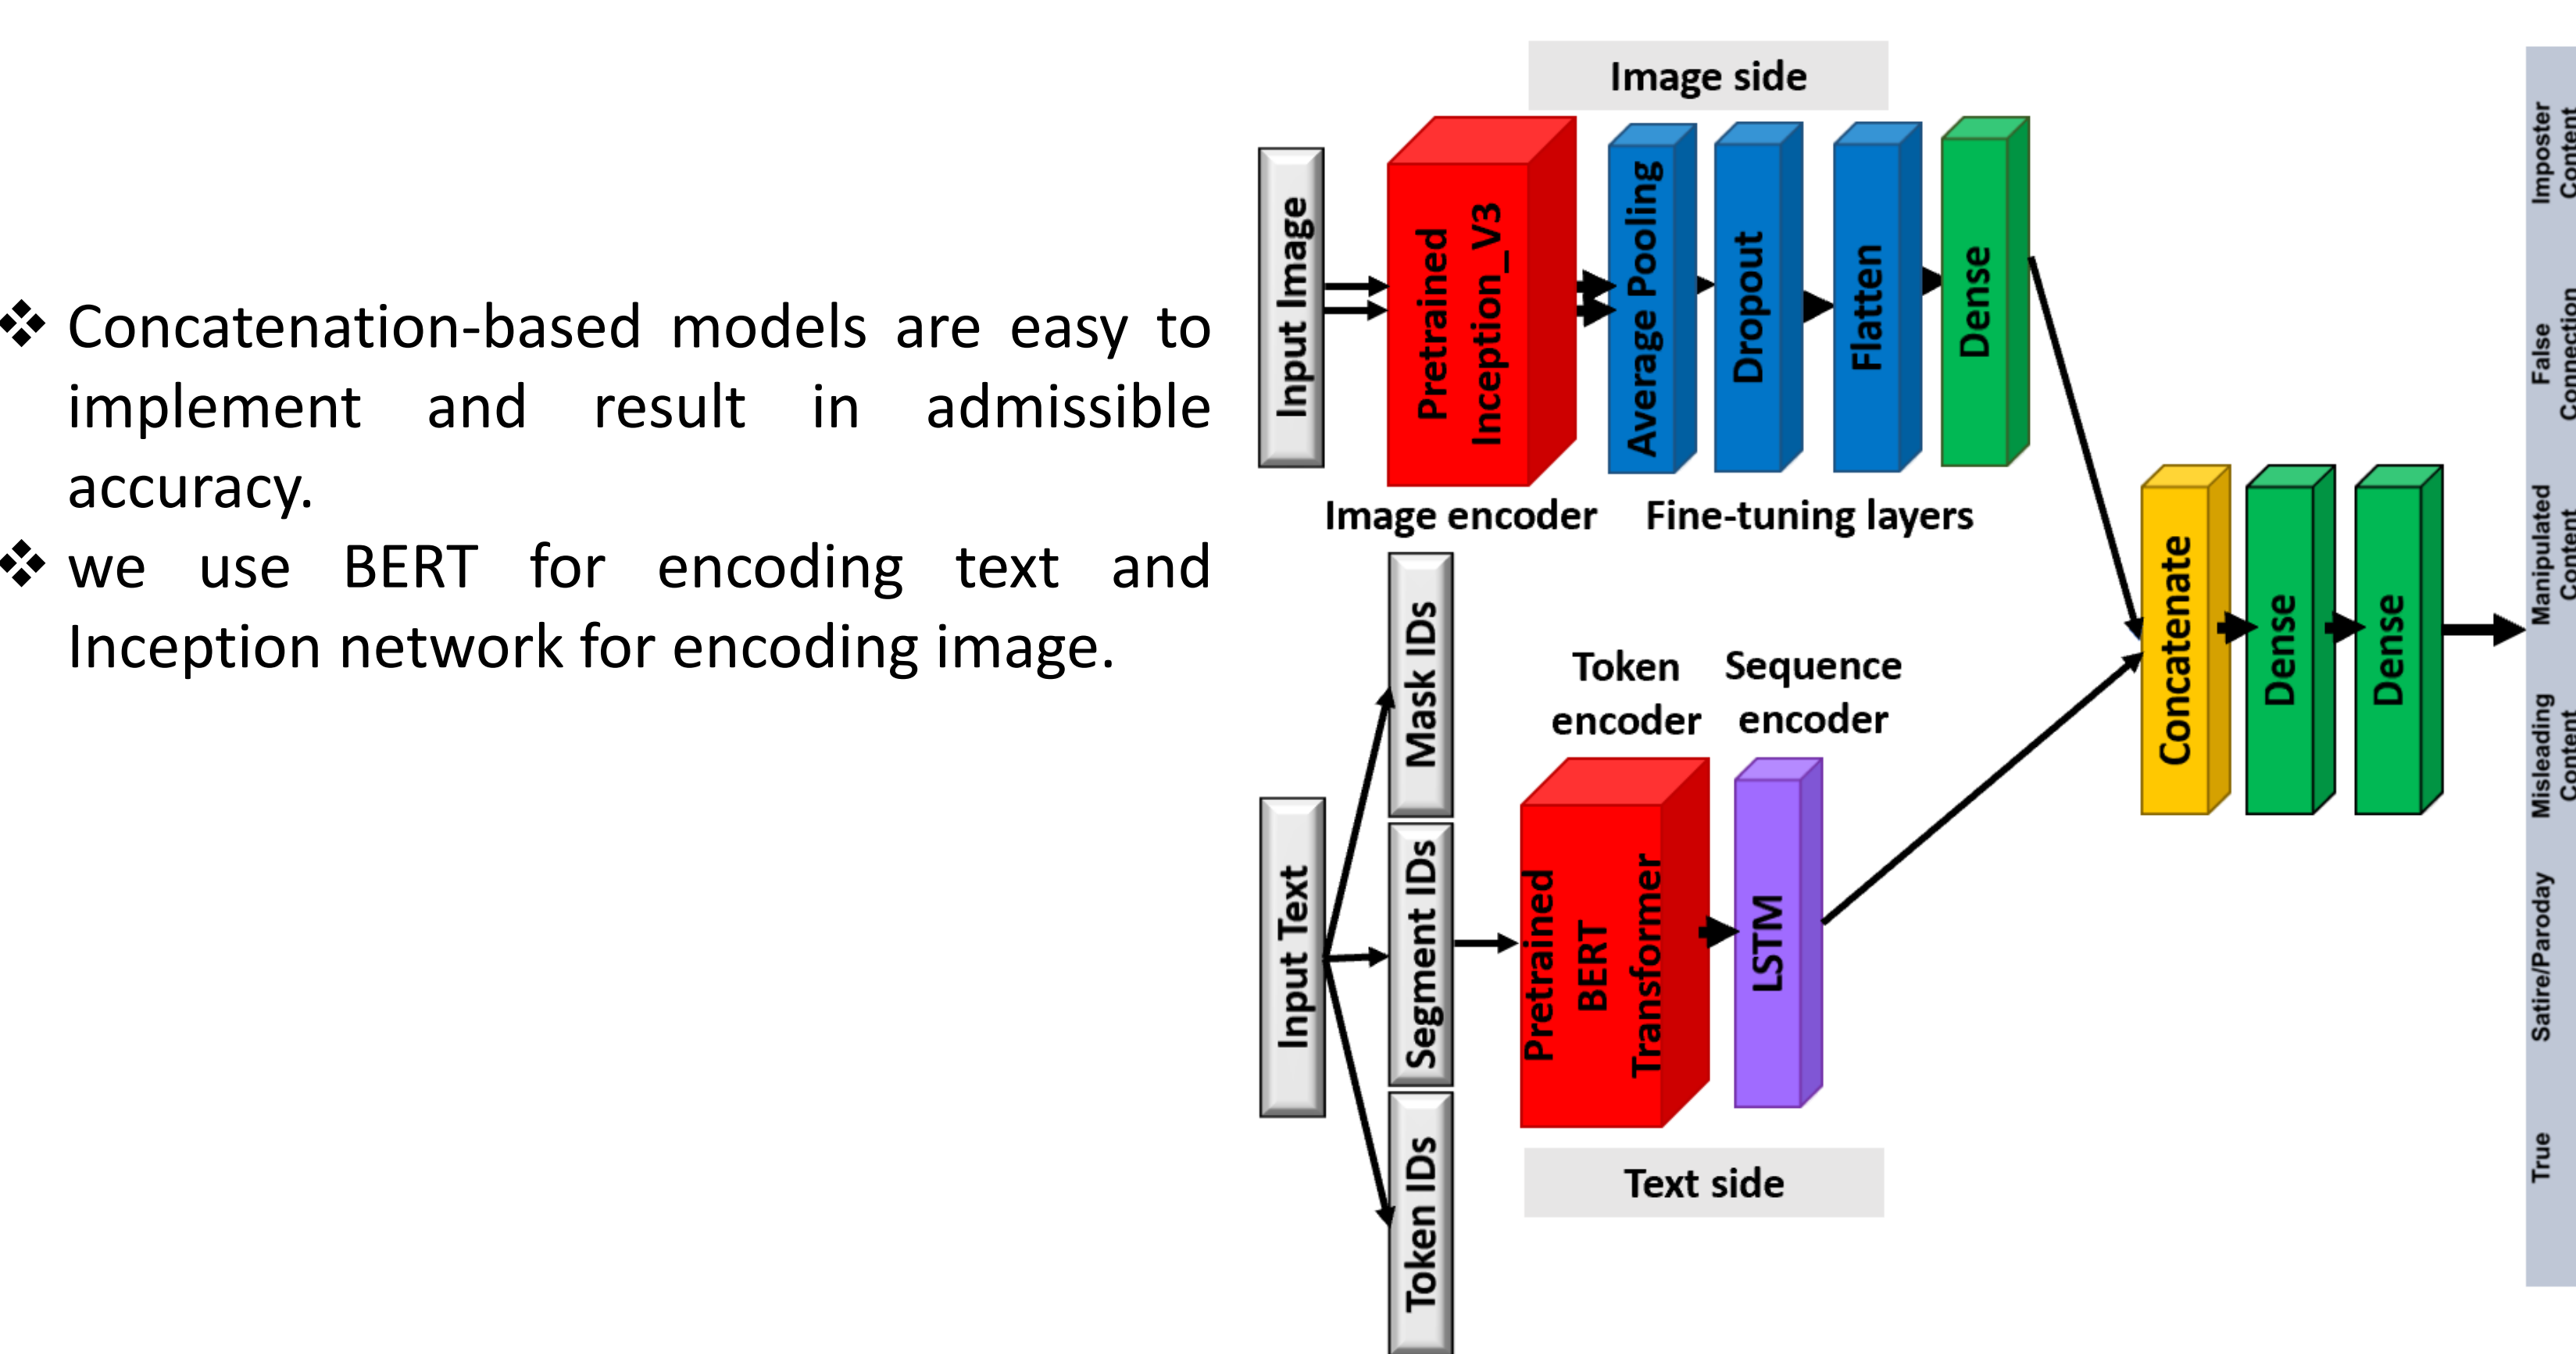 ❖ Concatenation-based models are easy to
implement and result in admissible
accuracy.
❖ we use BERT for encoding text and
Inception network for encoding image.
Image side
Input Image
Pretrained
Inception_V3
Average Pooling
Dropout
Flatten
Dense
Image encoder
Fine-tuning layers
Mask IDs
Segment IDs
Token IDs
Input Text
Token
encoder
Sequence
encoder
Pretrained
BERT
Transformer
LSTM
Text side
Concatenate
Dense
Dense
Imposter
Content
False
Connection
Manipulated
Content
Misleading
Content
Satire/Paroday
True